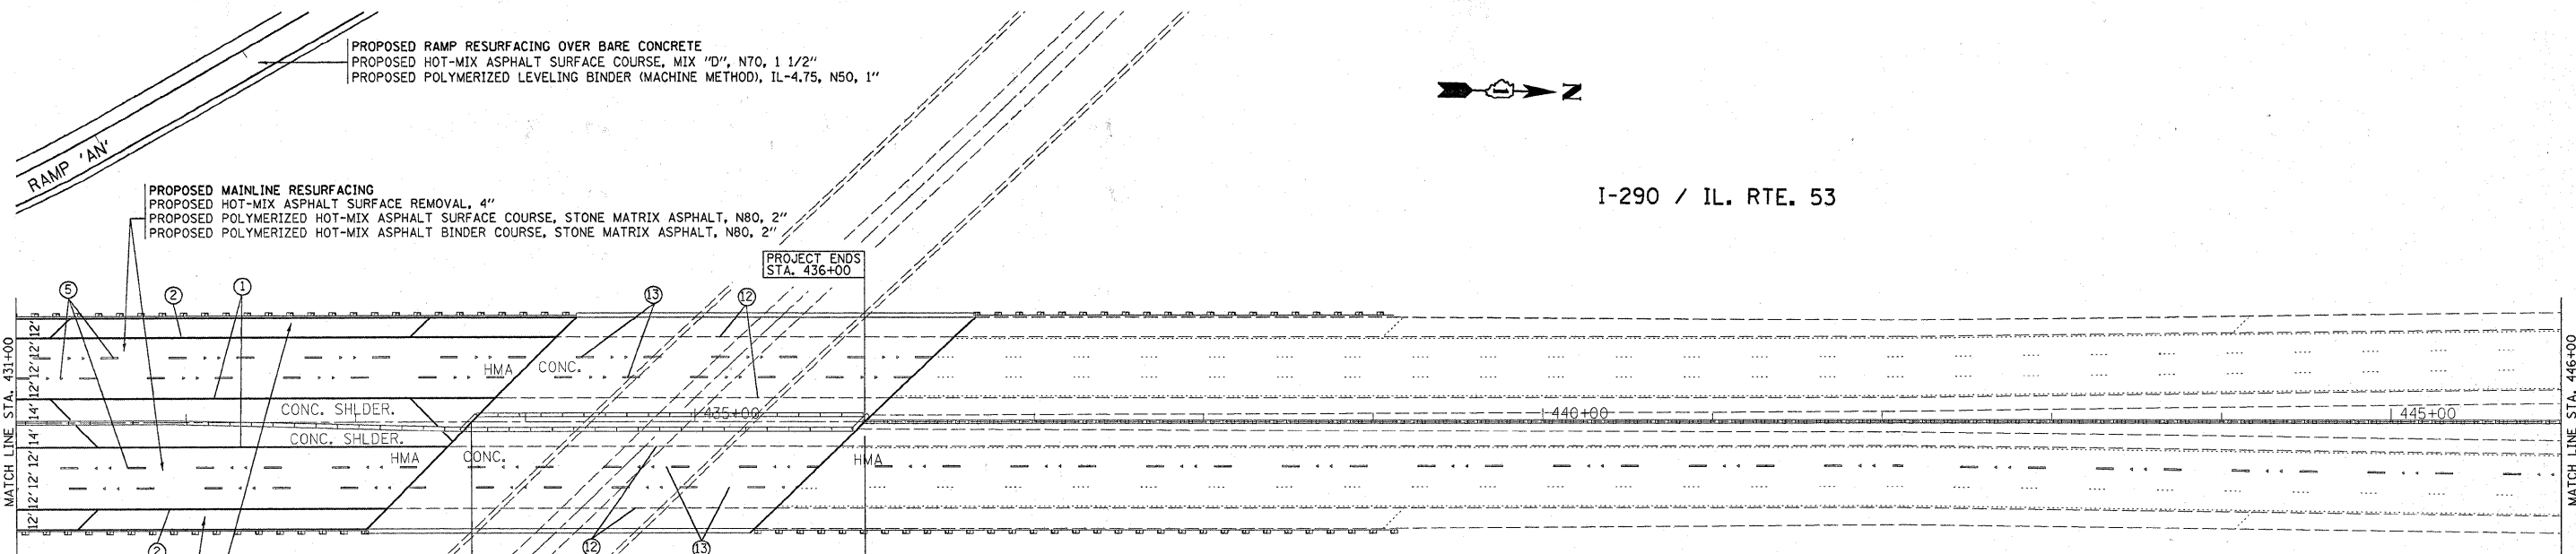 PROPOSED RAMP RESURFACING OVER BARE CONCRETE
PROPOSED HOT-MIX ASPHALT SURFACE COURSE, MIX "D", N70, 1 1/2"
PROPOSED POLYMERIZED LEVELING BINDER (MACHINE METHOD), IL-4.75, N50, 1"
N
RAMP 'AN'
PROPOSED MAINLINE RESURFACING
PROPOSED HOT-MIX ASPHALT SURFACE REMOVAL, 4"
PROPOSED POLYMERIZED HOT-MIX ASPHALT SURFACE COURSE, STONE MATRIX ASPHALT, N80, 2"
PROPOSED POLYMERIZED HOT-MIX ASPHALT BINDER COURSE, STONE MATRIX ASPHALT, N80, 2"
I-290 / IL. RTE. 53
PROJECT ENDS
STA. 436+00
5
2
1
13
12
MATCH LINE STA. 431+00
12' 14' 14' 12' 12' 12' 12'
12' 12' 12' 12'
HMA
CONC.
CONC. SHLDER.
435+00
440+00
445+00
CONC. SHLDER.
HMA
CONC.
HMA
MATCH LINE STA. 446+00
2
12
13